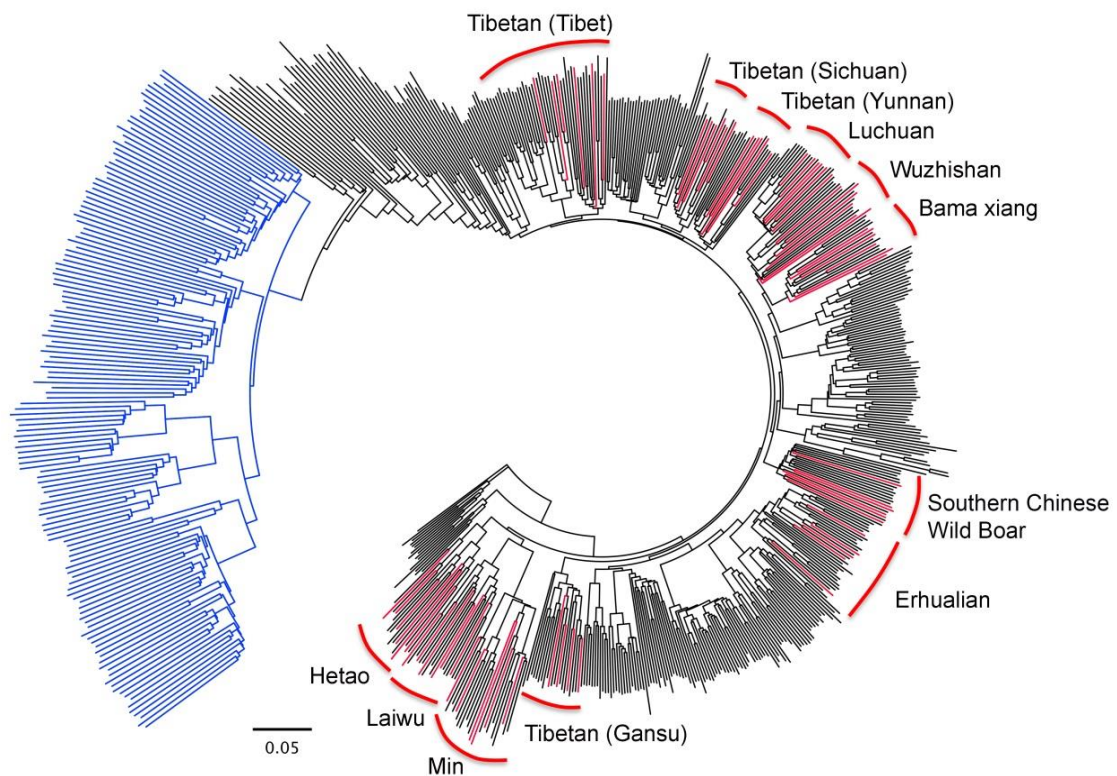 Tibetan (Tibet)
Tibetan (Sichuan)
Tibetan (Yunnan)
Luchuan
Wuzhishan
Bama xiang
Southern Chinese
Wild Boar
Erhualian
Hetao
Laiwu
Tibetan (Gansu)
Min
0.05